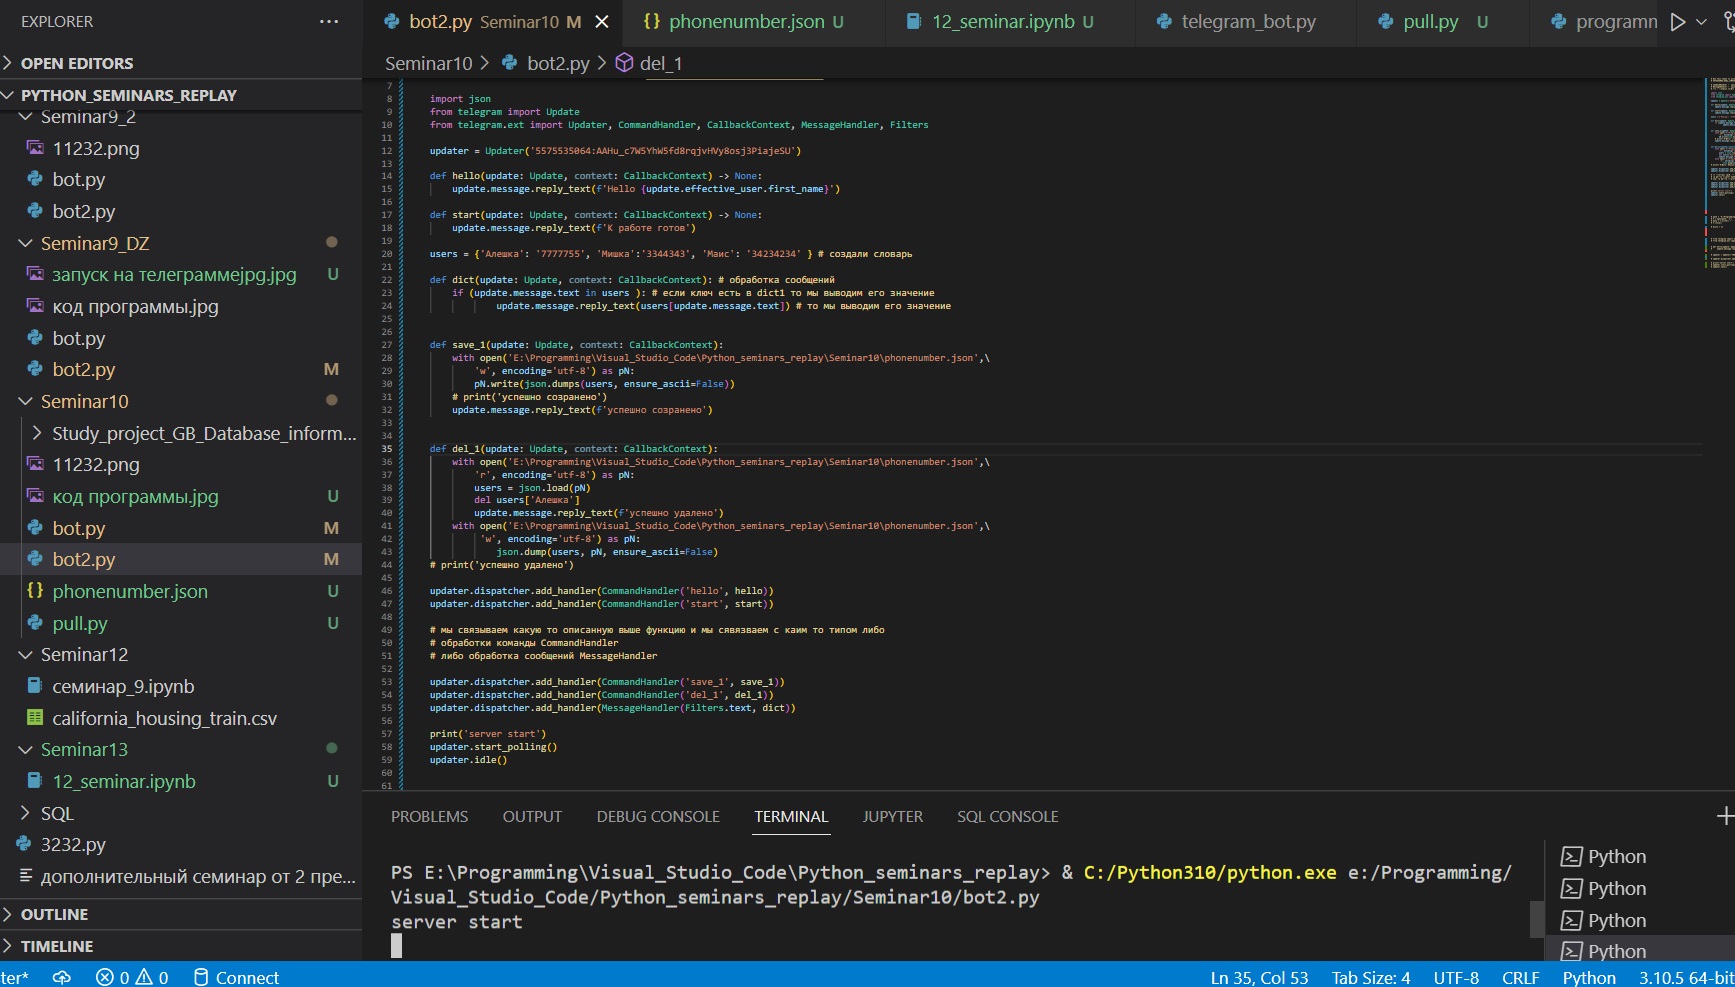 EXPLORER ···
OPEN EDITORS
PYTHON_SEMINARS_REPLAY
Seminar9_2
11232.png
bot.py
bot2.py
Seminar9_DZ
запуск на телеграммеjpg.jpg U
код программы.jpg
bot.py
bot2.py M
Seminar10
Study_project_GB_Database_inform...
11232.png
код программы.jpg U
bot.py M
bot2.py M
phonenumber.json U
pull.py U
Seminar12
семинар_9.ipynb
california_housing_train.csv
Seminar13
12_seminar.ipynb U
SQL
3232.py
дополнительный семинар от 2 пре...
OUTLINE
TIMELINE
bot2.py Seminar10 M
{} phonenumber.json U
12_seminar.ipynb U
telegram_bot.py
pull.py U
programm
Seminar10 > bot2.py > del_1
7
8 import json
9 from telegram import Update
10 from telegram.ext import Updater, CommandHandler, CallbackContext, MessageHandler, Filters
11
12 updater = Updater('5575535064:AAHu_c7W5YhW5fd8rqjvHVy8osj3PiajeSU')
13
14 def hello(update: Update, context: CallbackContext) -> None:
15 update.message.reply_text(f'Hello {update.effective_user.first_name}')
16
17 def start(update: Update, context: CallbackContext) -> None:
18 update.message.reply_text(f'К работе готов')
19
20 users = {'Алешка': '7777755', 'Мишка':'3344343', 'Маис': '34234234' } # создали словарь
21
22 def dict(update: Update, context: CallbackContext): # обработка сообщений
23 if (update.message.text in users ): # если ключ есть в dict1 то мы выводим его значение
24 update.message.reply_text(users[update.message.text]) # то мы выводим его значение
25
26
27 def save_1(update: Update, context: CallbackContext):
28 with open('E:\Programming\Visual_Studio_Code\Python_seminars_replay\Seminar10\phonenumber.json',\
29 'w', encoding='utf-8') as pN:
30 pN.write(json.dumps(users, ensure_ascii=False))
31 # print('успешно созранено')
32 update.message.reply_text(f'успешно созранено')
33
34
35 def del_1(update: Update, context: CallbackContext):
36 with open('E:\Programming\Visual_Studio_Code\Python_seminars_replay\Seminar10\phonenumber.json',\
37 'r', encoding='utf-8') as pN:
38 users = json.load(pN)
39 del users['Алешка']
40 update.message.reply_text(f'успешно удалено')
41 with open('E:\Programming\Visual_Studio_Code\Python_seminars_replay\Seminar10\phonenumber.json',\
42 'w', encoding='utf-8') as pN:
43 json.dump(users, pN, ensure_ascii=False)
44 # print('успешно удалено')
45
46 updater.dispatcher.add_handler(CommandHandler('hello', hello))
47 updater.dispatcher.add_handler(CommandHandler('start', start))
48
49 # мы связываем какую то описанную выше функцию и мы сявязваем с каим то типом либо
50 # обработки команды CommandHandler
51 # либо обработка сообщений MessageHandler
52
53 updater.dispatcher.add_handler(CommandHandler('save_1', save_1))
54 updater.dispatcher.add_handler(CommandHandler('del_1', del_1))
55 updater.dispatcher.add_handler(MessageHandler(Filters.text, dict))
56
57 print('server start')
58 updater.start_polling()
59 updater.idle()
60
61
PROBLEMS OUTPUT DEBUG CONSOLE TERMINAL JUPYTER SQL CONSOLE
PS E:\Programming\Visual_Studio_Code\Python_seminars_replay> & C:/Python310/python.exe e:/Programming/
Visual_Studio_Code/Python_seminars_replay/Seminar10/bot2.py
server start
Python
Python
Python
Python
ter* 0 0 Connect Ln 35, Col 53 Tab Size: 4 UTF-8 CRLF Python 3.10.5 64-bit